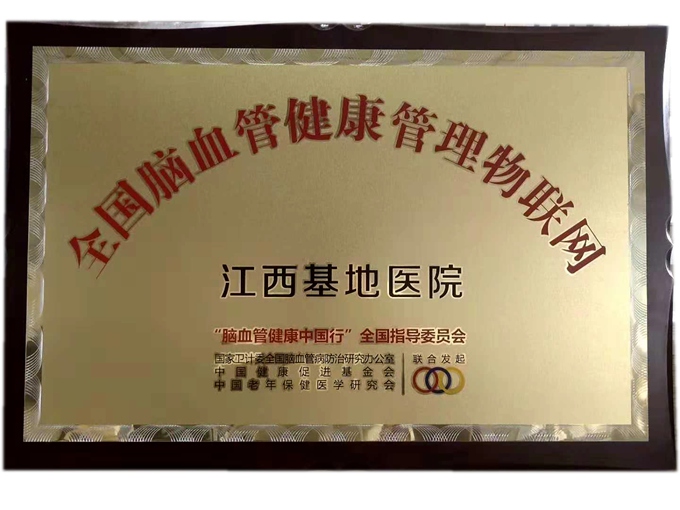 全国脑血管健康管理物联网
江西基地医院
“脑血管健康中国行”全国指导委员会
国家卫计委全国脑血管病防治研究办公室
中国健康促进基金会
中国老年保健医学研究会
联合发起